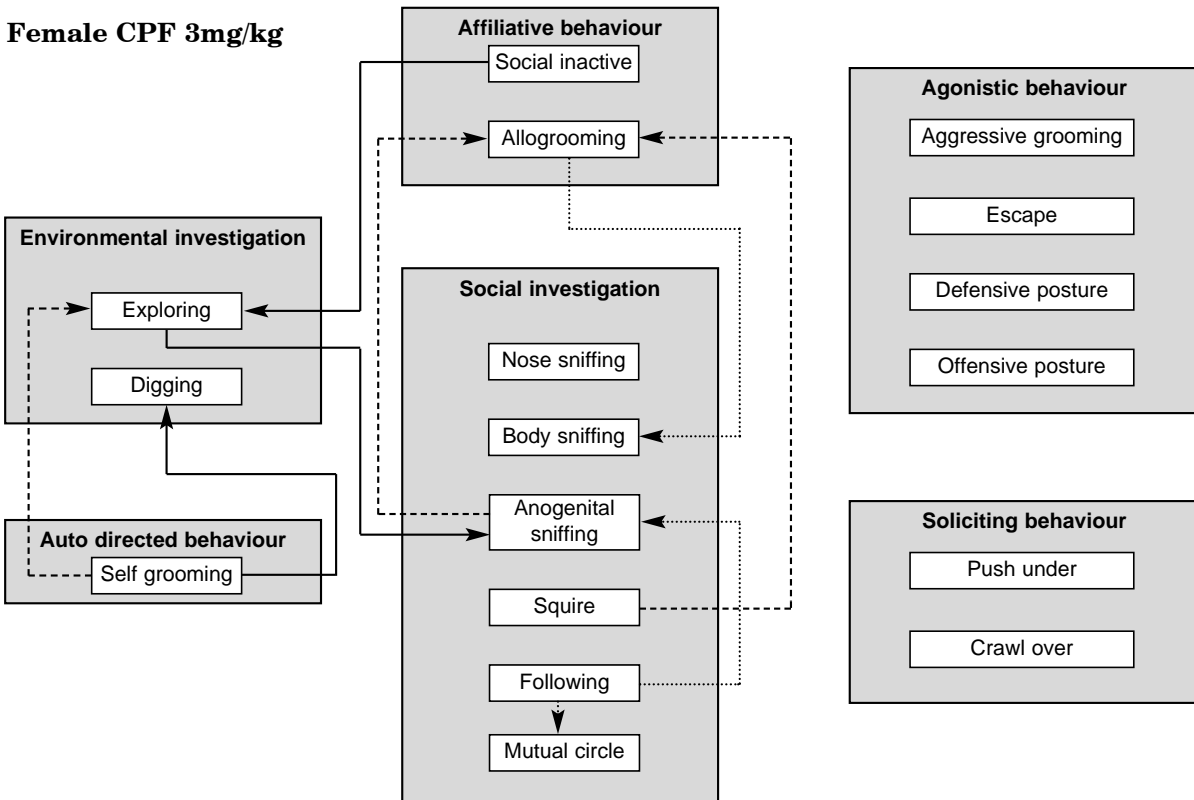 Female CPF 3mg/kg
Affiliative behaviour
Social inactive
Allogrooming
Environmental investigation
Exploring
Digging
Auto directed behaviour
Self grooming
Social investigation
Nose sniffing
Body sniffing
Anogenital
sniffing
Squire
Following
Mutual circle
Agonistic behaviour
Aggressive grooming
Escape
Defensive posture
Offensive posture
Soliciting behaviour
Push under
Crawl over